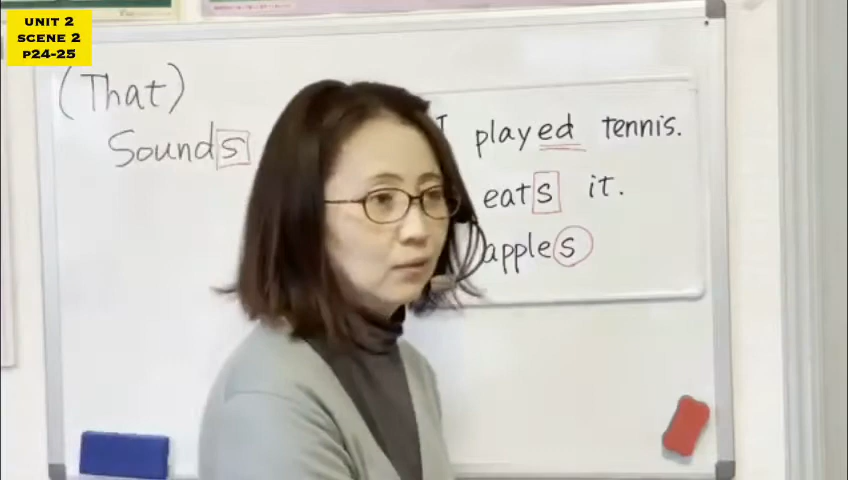 UNIT 2
SCENE 2
P24-25
(That)
Sounds
I played tennis.
eats it.
apples